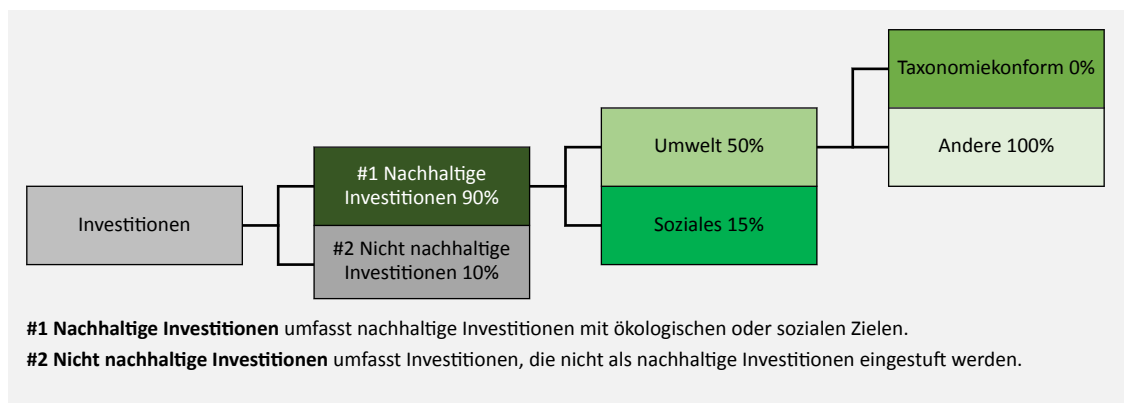 Taxonomiekonform 0%
Andere 100%
Umwelt 50%
Soziales 15%
#1 Nachhaltige
Investitionen 90%
#2 Nicht nachhaltige
Investitionen 10%
Investitionen
#1 Nachhaltige Investitionen umfasst nachhaltige Investitionen mit ökologischen oder sozialen Zielen.
#2 Nicht nachhaltige Investitionen umfasst Investitionen, die nicht als nachhaltige Investitionen eingestuft werden.